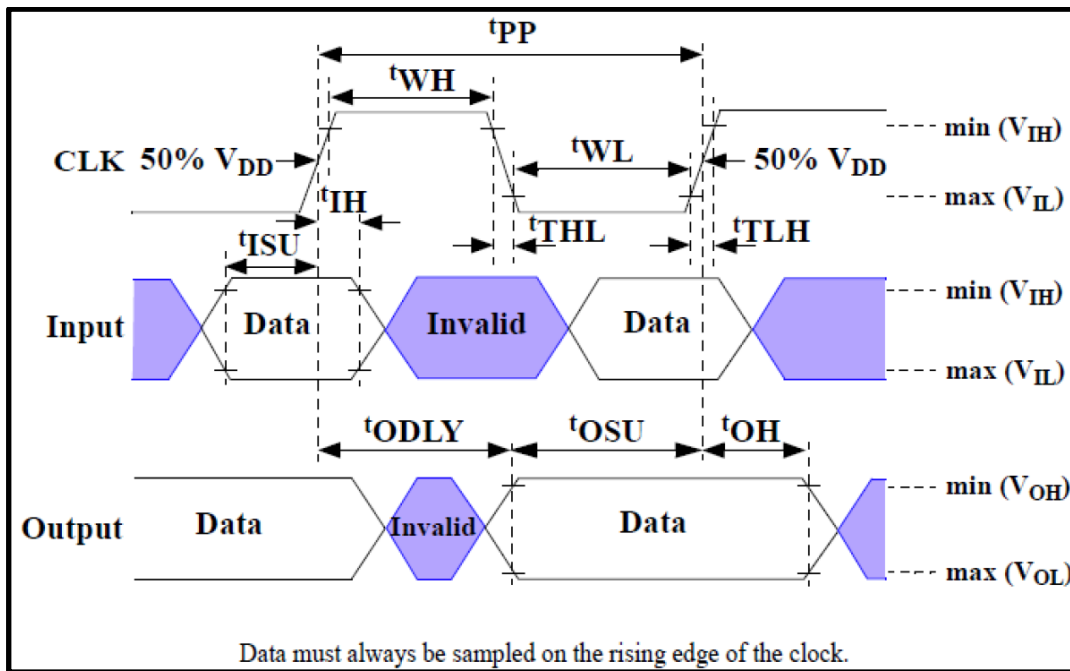 tPP
tWH
min (VIH)
CLK 50% VDD
tWL
50% VDD
tIH
max (VIL)
tTHL
tTLH
tISU
min (VIH)
Input
Data
Invalid
Data
max (VIL)
tODLY
tOSU
tOH
min (VOH)
Output
Data
Invalid
Data
max (VOL)
Data must always be sampled on the rising edge of the clock.